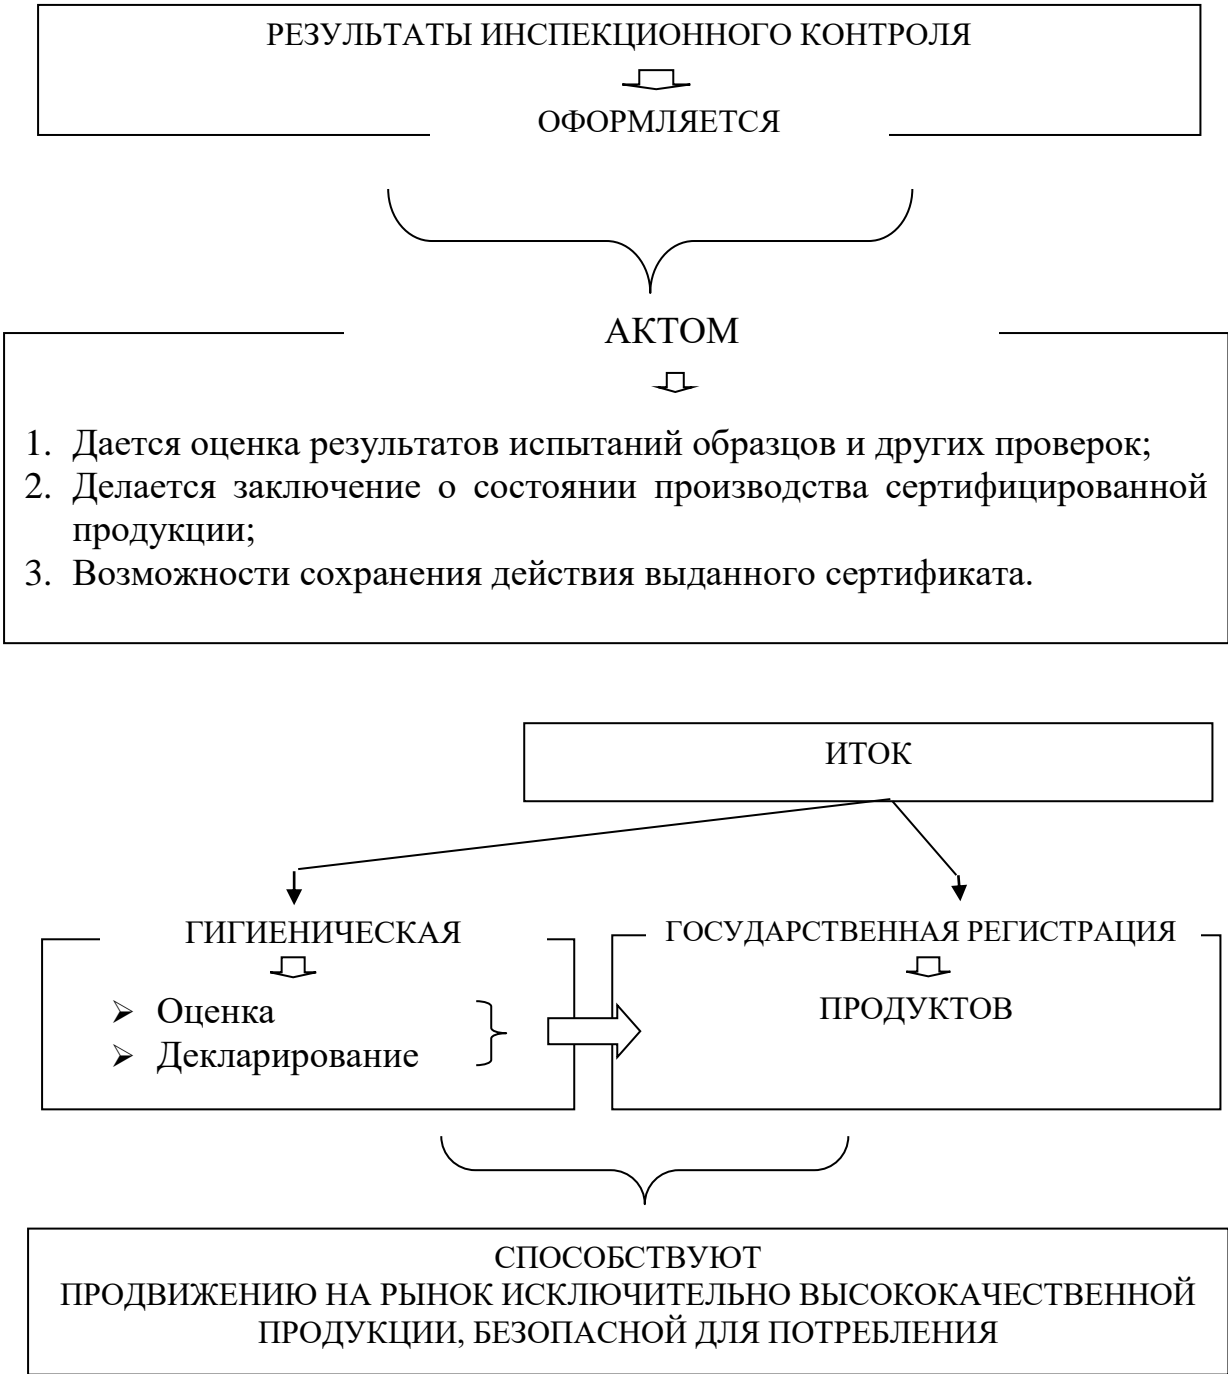 РЕЗУЛЬТАТЫ ИНСПЕКЦИОННОГО КОНТРОЛЯ
ОФОРМЛЯЕТСЯ
АКТОМ
1. Дается оценка результатов испытаний образцов и других проверок;
2. Делается заключение о состоянии производства сертифицированной
продукции;
3. Возможности сохранения действия выданного сертификата.
ИТОК
ГИГИЕНИЧЕСКАЯ
➢ Оценка
➢ Декларирование
ГОСУДАРСТВЕННАЯ РЕГИСТРАЦИЯ
ПРОДУКТОВ
СПОСОБСТВУЮТ
ПРОДВИЖЕНИЮ НА РЫНОК ИСКЛЮЧИТЕЛЬНО ВЫСОКОКАЧЕСТВЕННОЙ
ПРОДУКЦИИ, БЕЗОПАСНОЙ ДЛЯ ПОТРЕБЛЕНИЯ